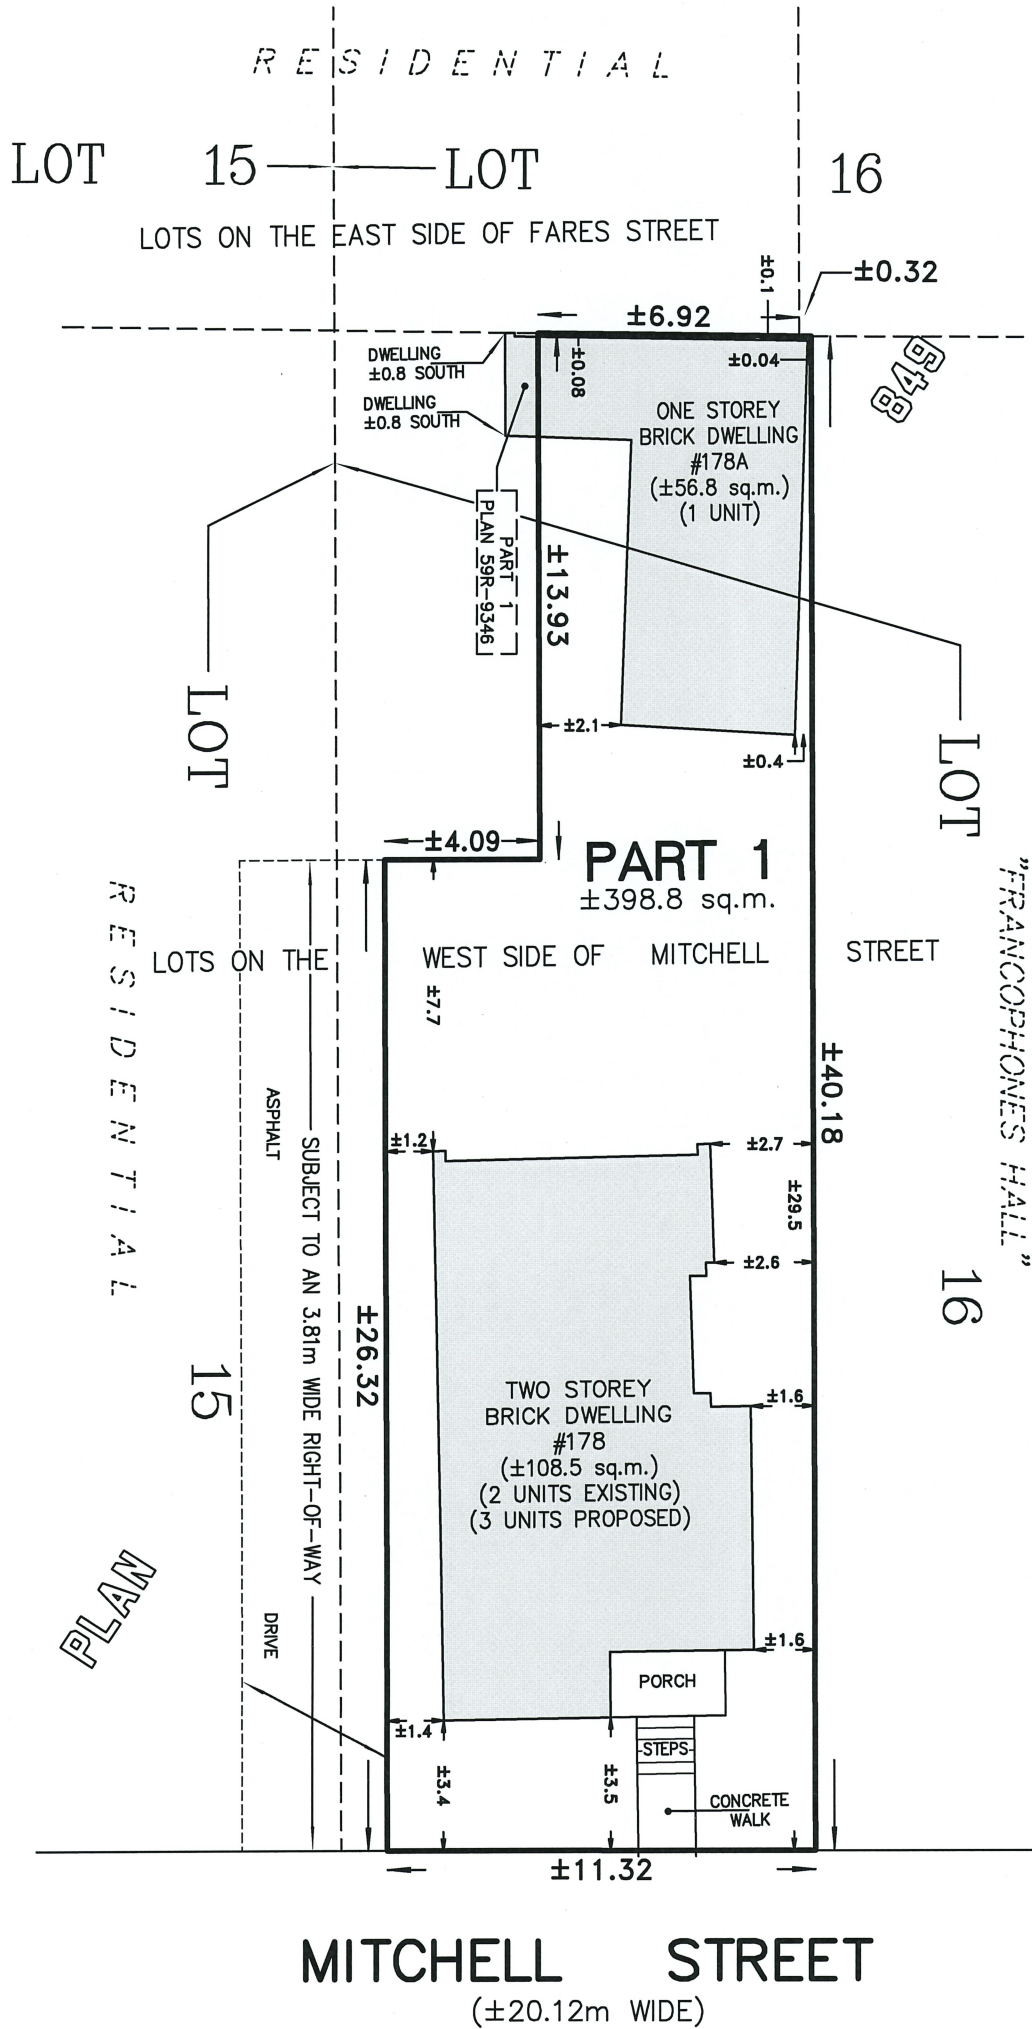 RESIDENTIAL
LOT 15
LOT 16
LOTS ON THE EAST SIDE OF FARES STREET
±0.1
±0.32
±6.92
DWELLING
±0.8 SOUTH
±0.08
±0.04
849
DWELLING
±0.8 SOUTH
ONE STOREY
BRICK DWELLING
#178A
(±56.8 sq.m.)
(1 UNIT)
PART 1
PLAN 59R-9346
±13.93
±2.1
±0.4
LOT
LOT
±4.09
PART 1
±398.8 sq.m.
"FRANCOPHONES HALL"
RESIDENTIAL
LOTS ON THE WEST SIDE OF MITCHELL STREET
±7.7
±40.18
ASPHALT
SUBJECT TO AN 3.81m WIDE RIGHT-OF-WAY
±1.2
±2.7
±29.5
±2.6
16
±26.32
15
±1.6
TWO STOREY
BRICK DWELLING
#178
(±108.5 sq.m.)
(2 UNITS EXISTING)
(3 UNITS PROPOSED)
PLAN
DRIVE
±1.6
PORCH
±1.4
STEPS
±3.4
±3.5
CONCRETE
WALK
±11.32
MITCHELL STREET
(±20.12m WIDE)